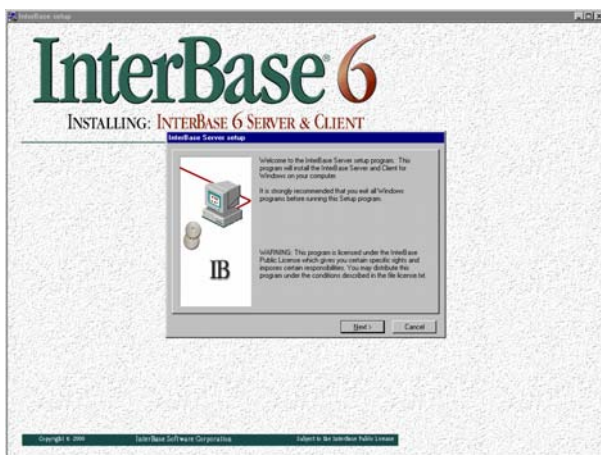 InterBase setup
InterBase® 6
INSTALLING: INTERBASE 6 SERVER & CLIENT
InterBase Server setup
Welcome to the InterBase Server setup program. This
program will install the InterBase Server and Client for
Windows on your computer.
It is strongly recommended that you exit all Windows
programs before running this Setup program.
WARNING: This program is licensed under the InterBase
Public License which gives you certain specific rights and
imposes certain responsibilities. You may distribute this
program under the conditions described in the file license.txt.
IB
Next >
Cancel
Copyright © 2000
InterBase Software Corporation
Subject to the InterBase Public License